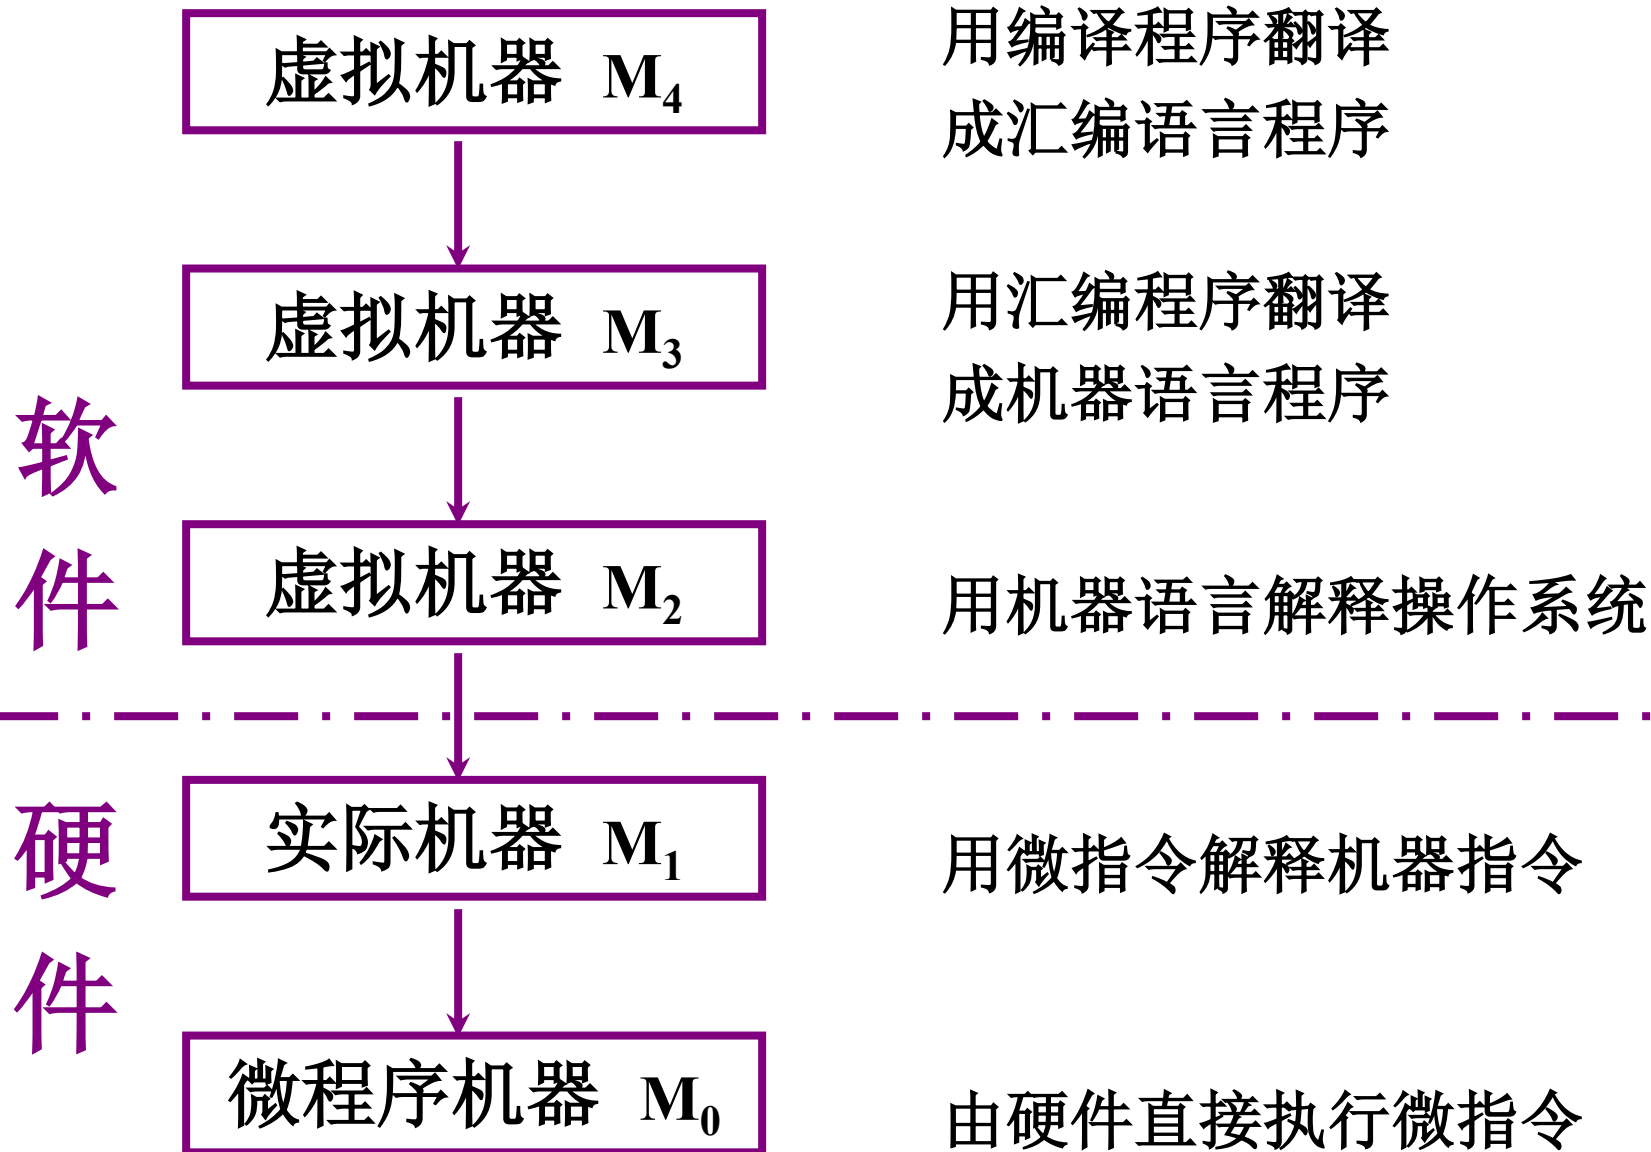 虚拟机器 M4
用编译程序翻译
成汇编语言程序
虚拟机器 M3
用汇编程序翻译
成机器语言程序
软件
虚拟机器 M2
用机器语言解释操作系统
硬件
实际机器 M1
用微指令解释机器指令
微程序机器 M0
由硬件直接执行微指令